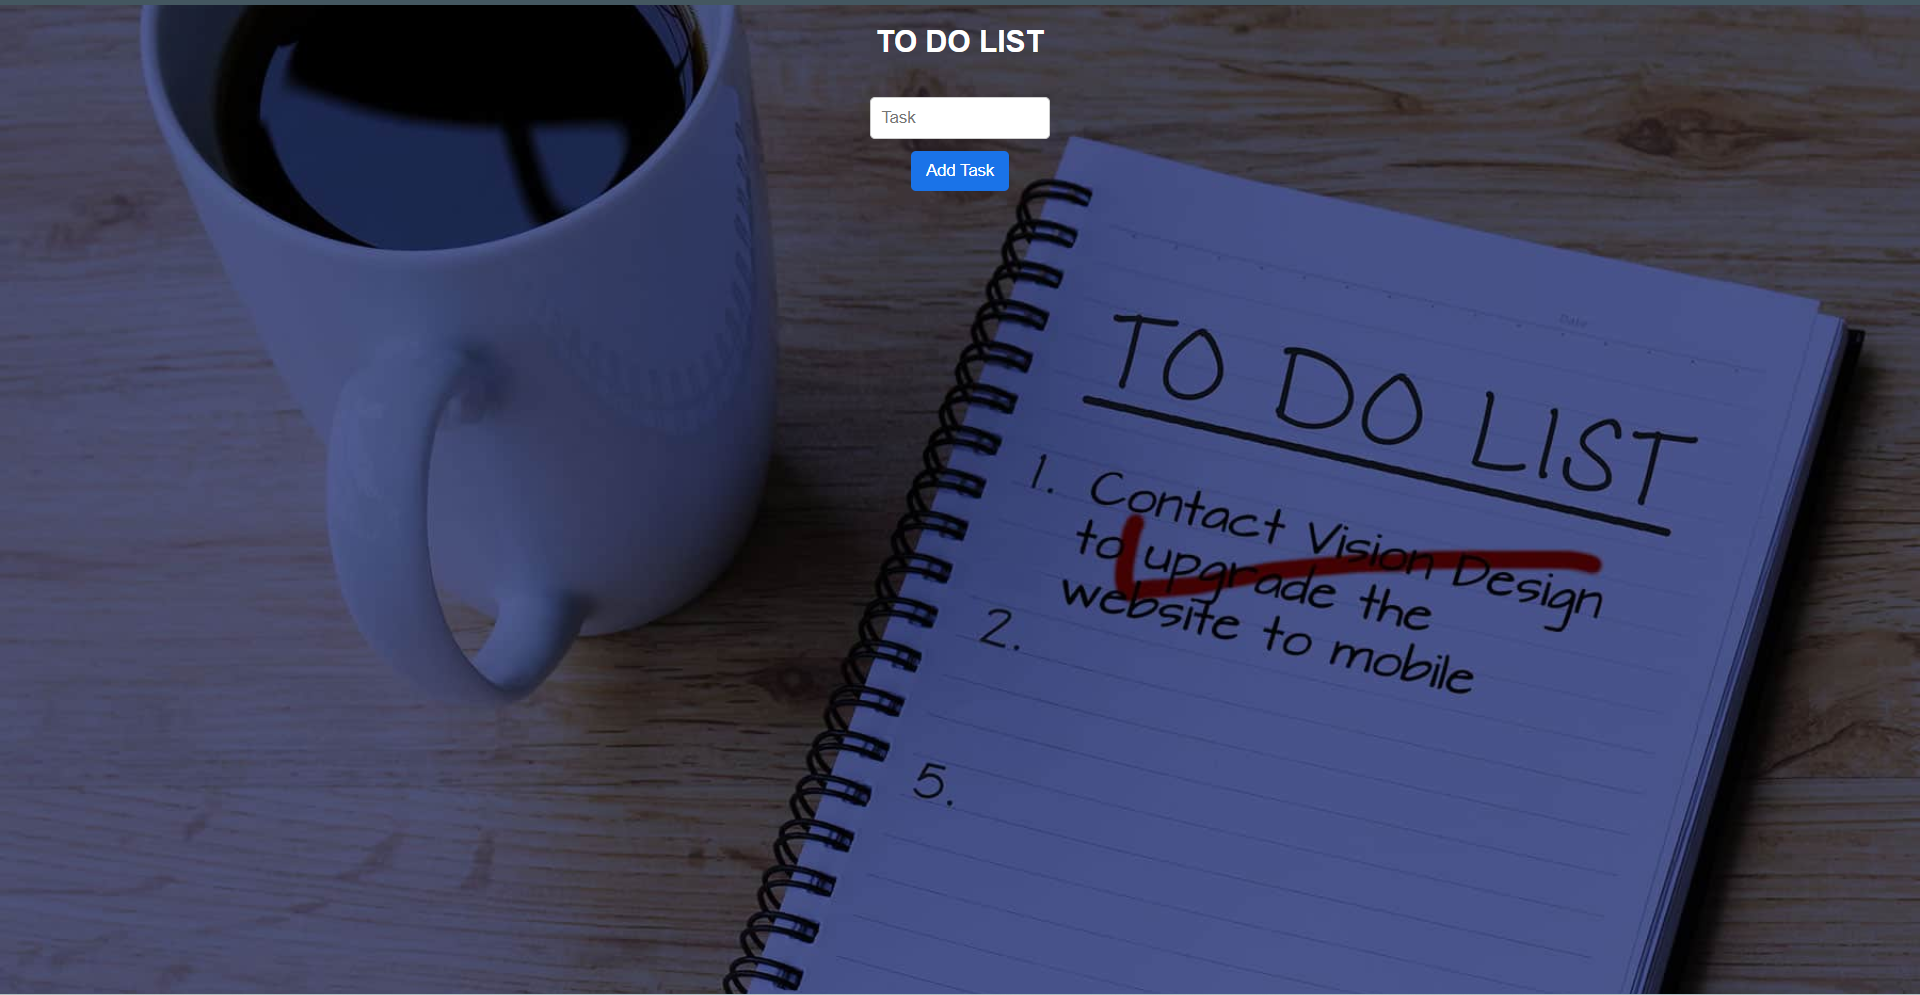 TO DO LIST
Task
Add Task
Date
TO DO LIST
1. Contact Vision Design
to upgrade the
website to mobile
2.
5.